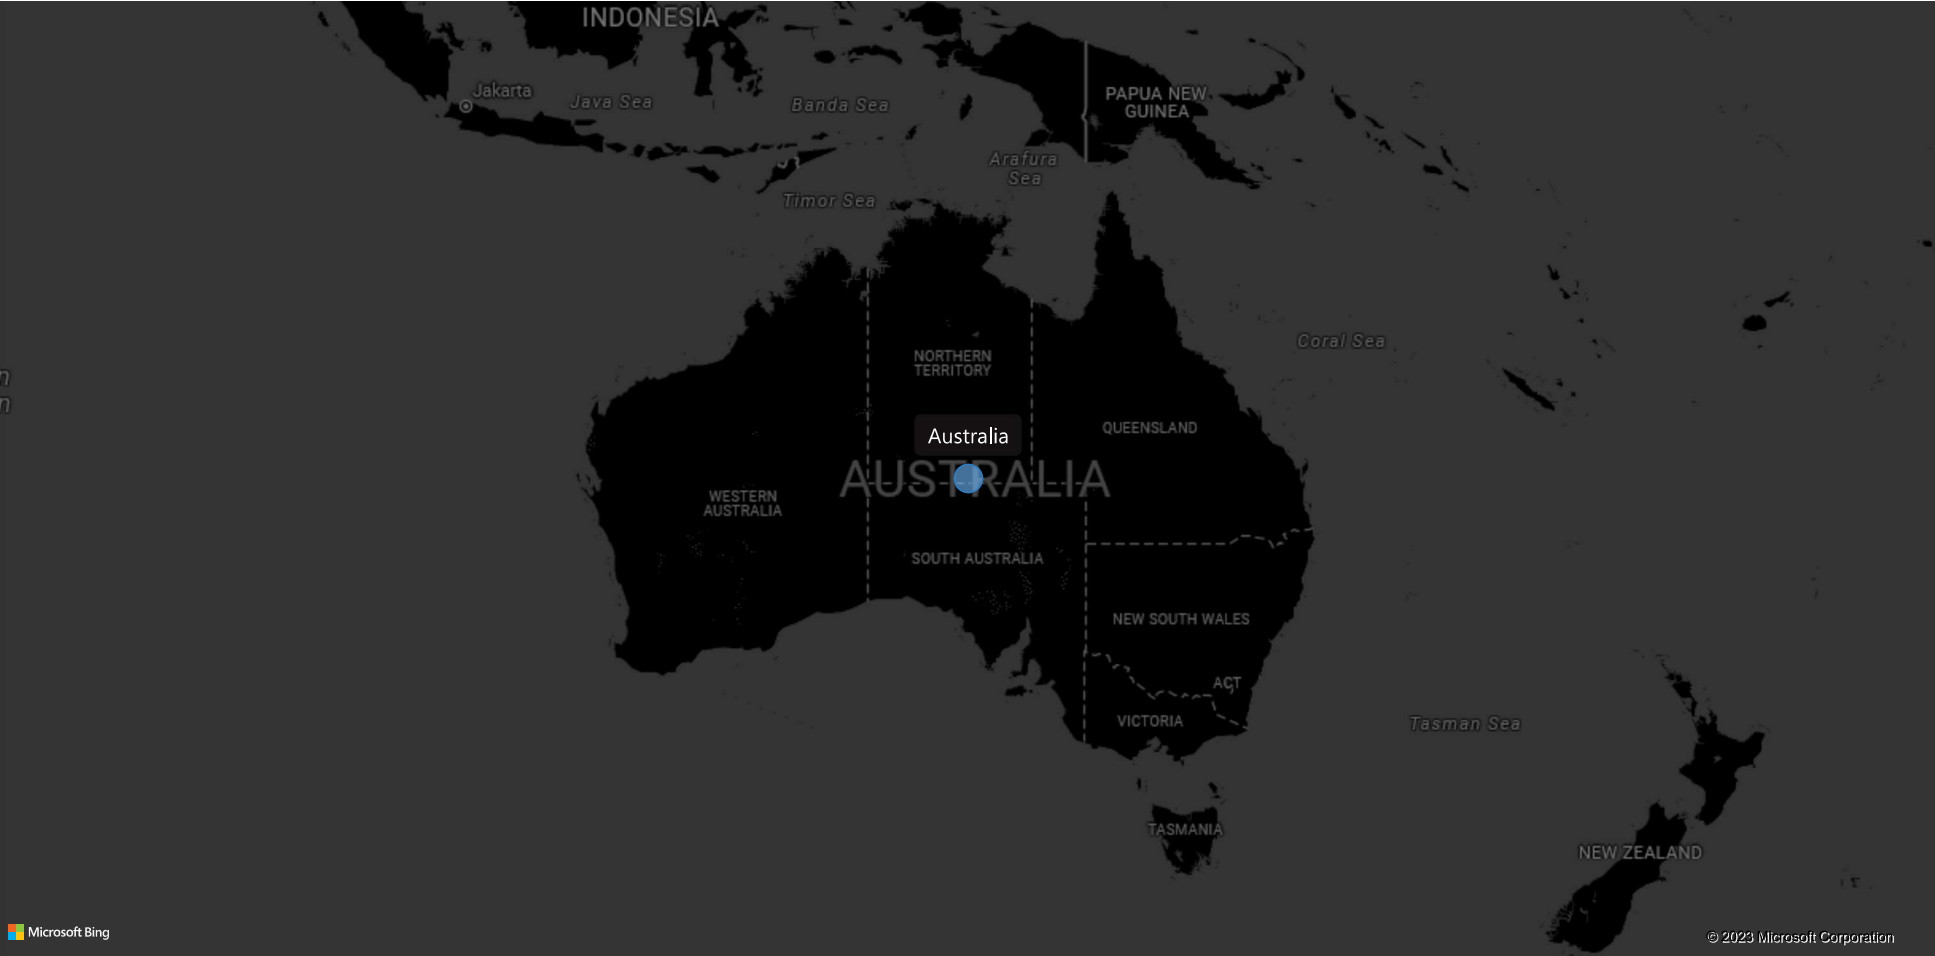 INDONESIA
Jakarta
Java Sea
Banda Sea
PAPUA NEW
GUINEA
Arafura
Sea
Timor Sea
Coral Sea
NORTHERN
TERRITORY
n
n
QUEENSLAND
Australia
AUSTRALIA
WESTERN
AUSTRALIA
SOUTH AUSTRALIA
NEW SOUTH WALES
ACT
VICTORIA
Tasman Sea
TASMANIA
NEW ZEALAND
Microsoft Bing
© 2023 Microsoft Corporation